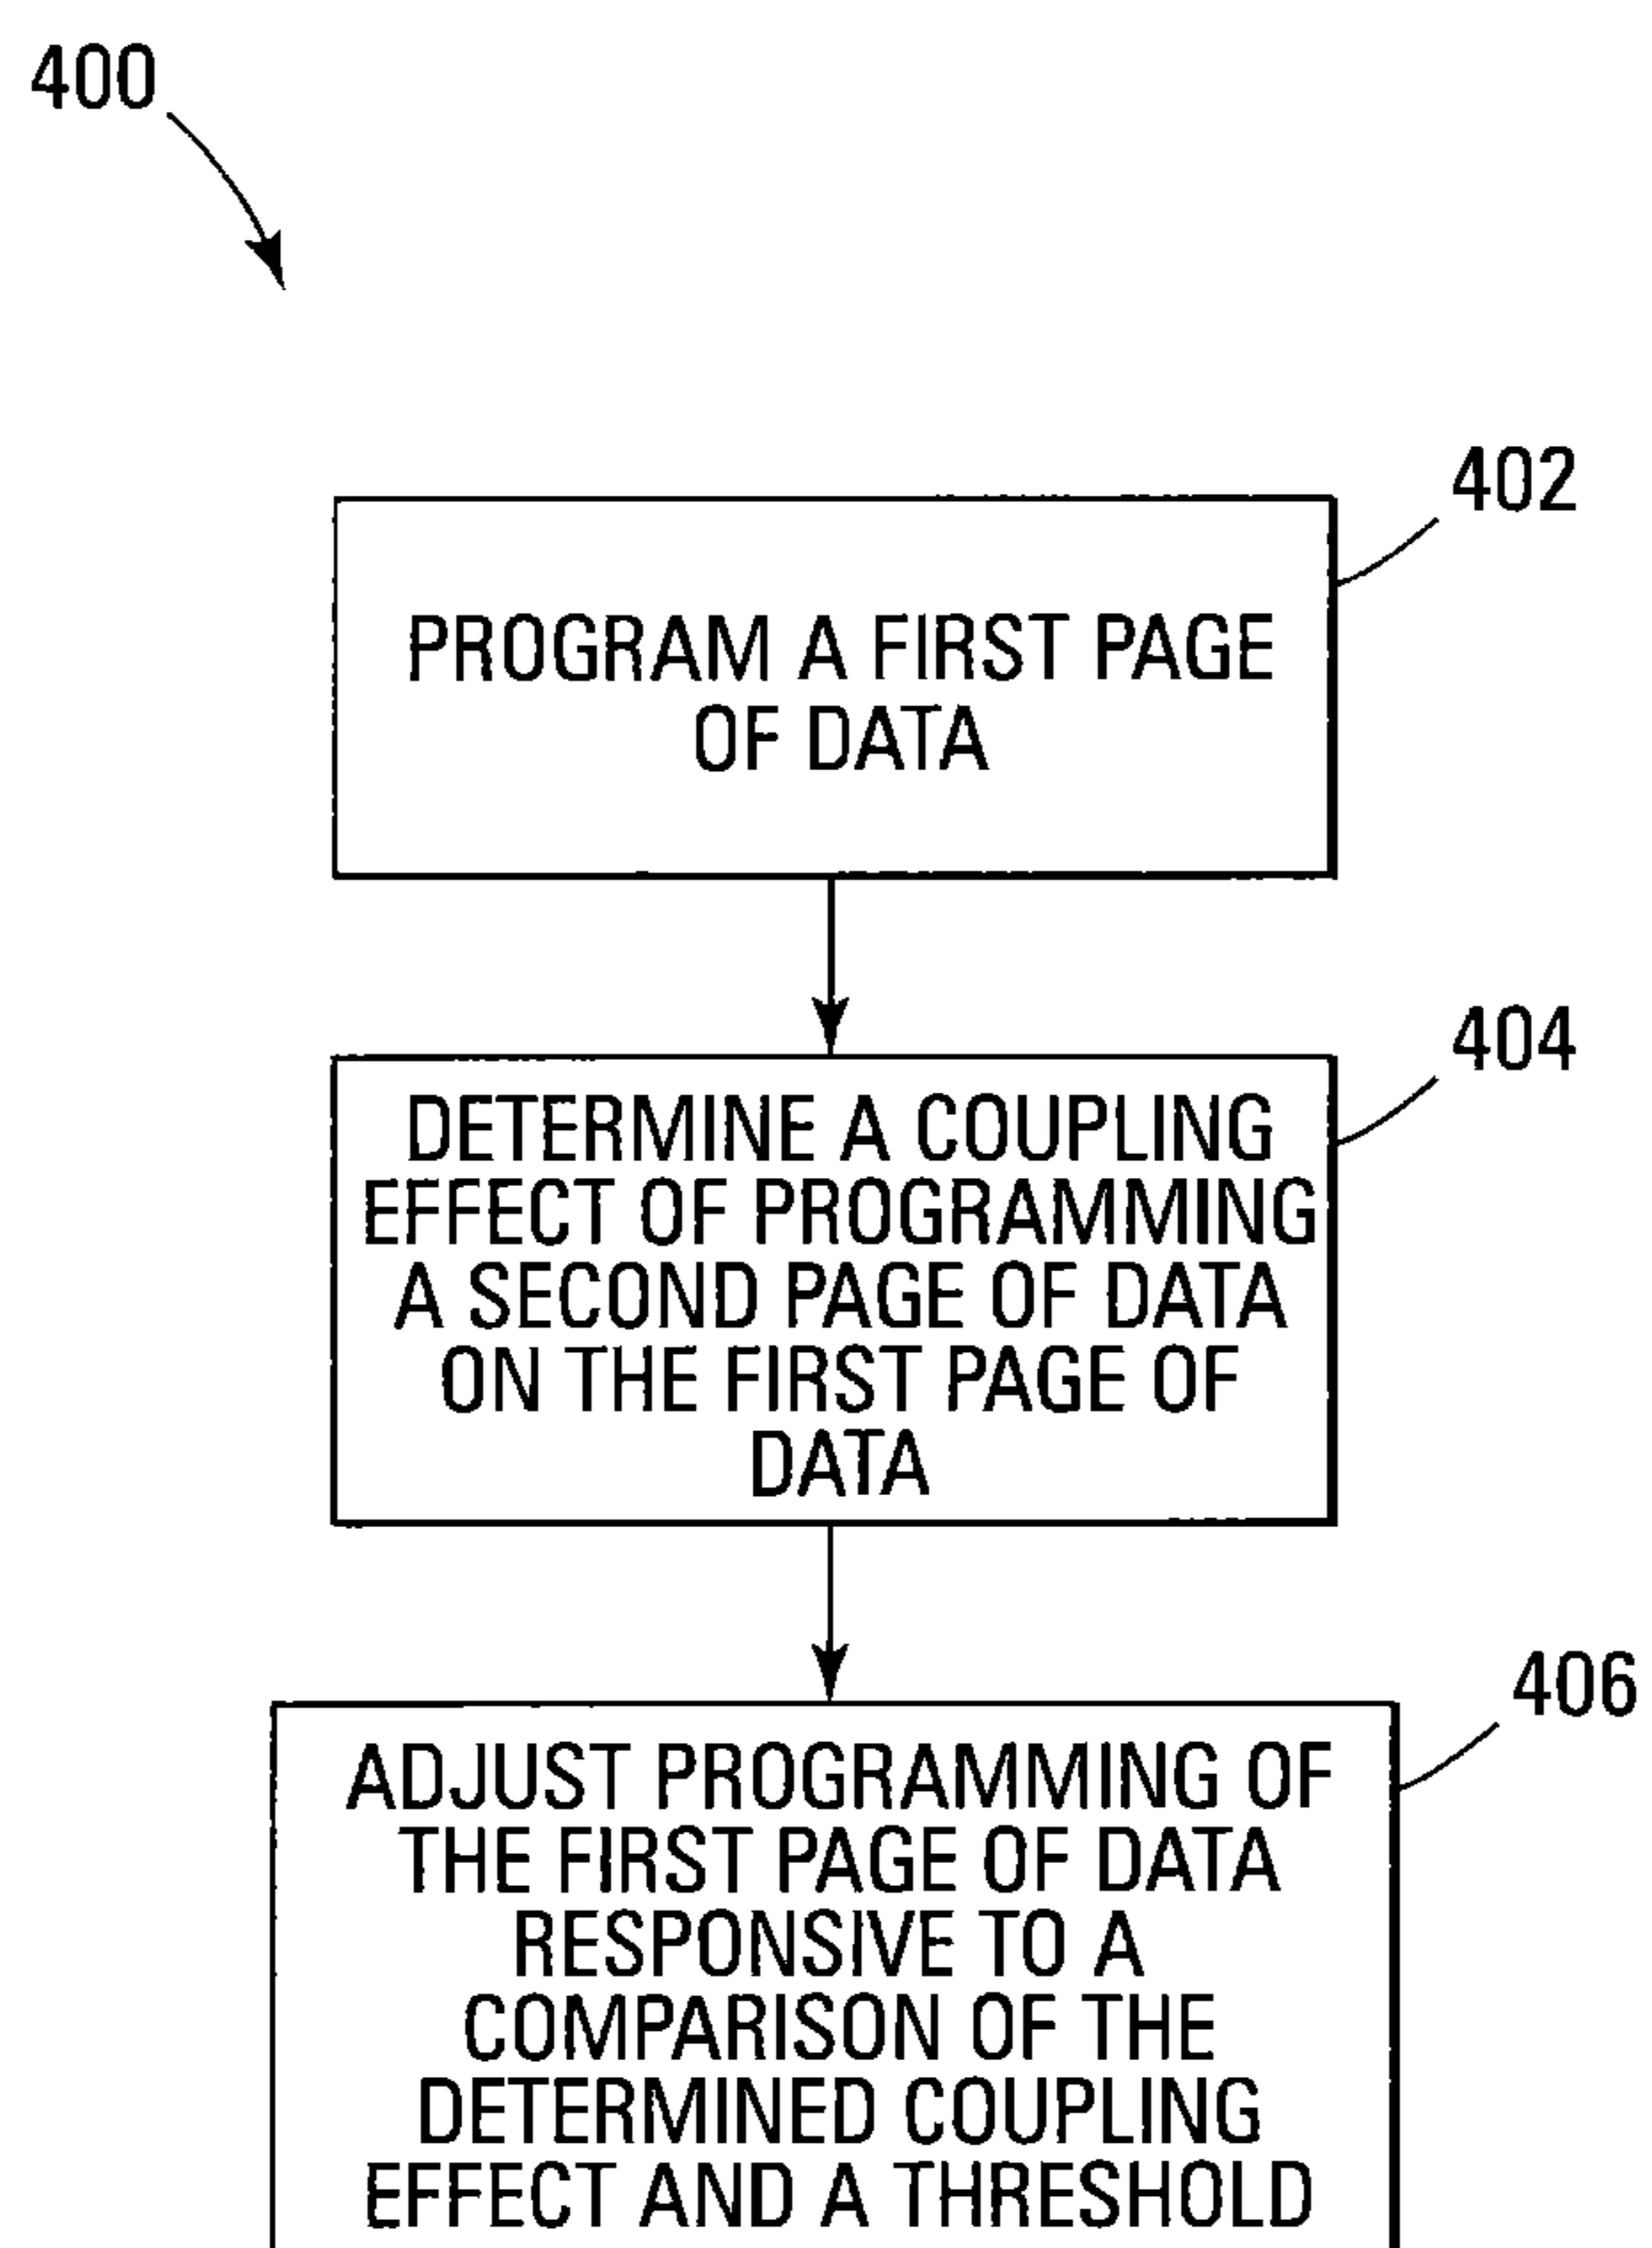 400
402
PROGRAM A FIRST PAGE
OF DATA
404
DETERMINE A COUPLING
EFFECT OF PROGRAMMING
A SECOND PAGE OF DATA
ON THE FIRST PAGE OF
DATA
406
ADJUST PROGRAMMING OF
THE FIRST PAGE OF DATA
RESPONSIVE TO A
COMPARISON OF THE
DETERMINED COUPLING
EFFECT AND A THRESHOLD